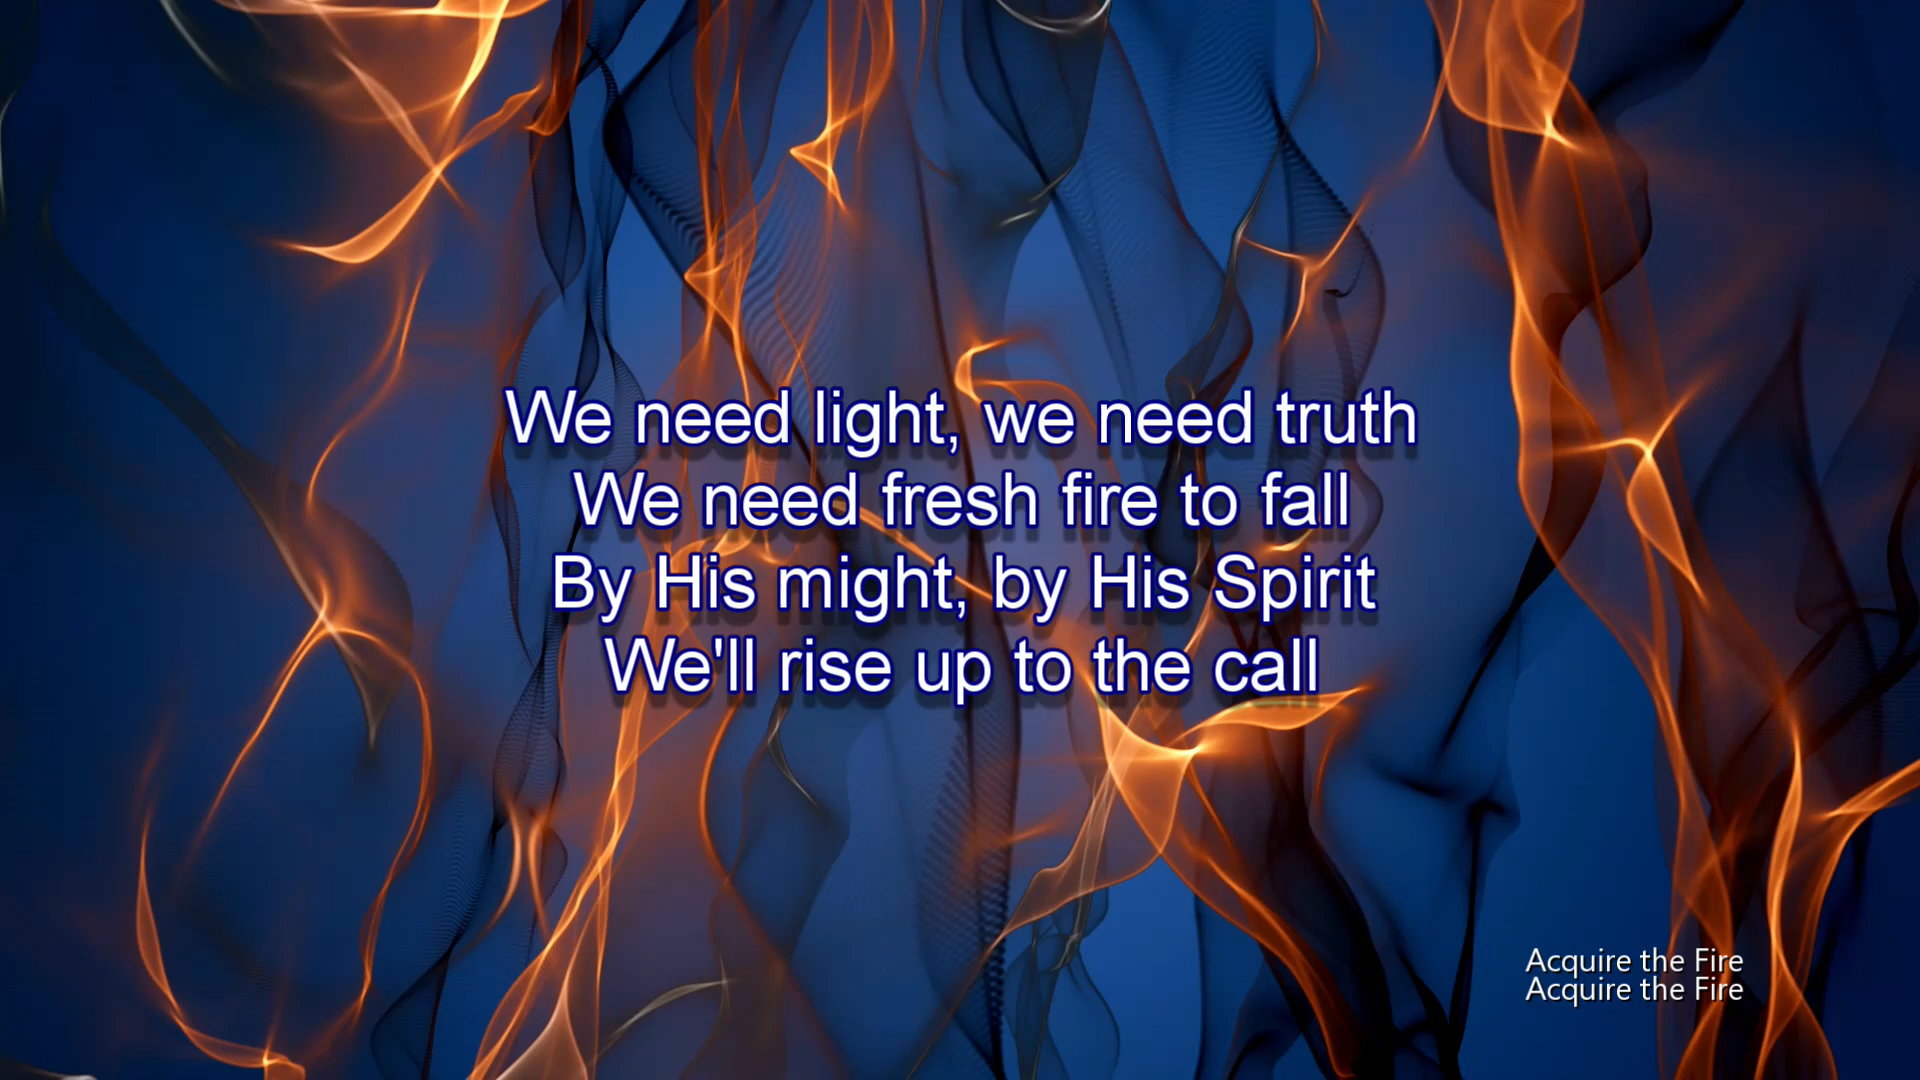 We need light, we need truth
We need fresh fire to fall
By His might, by His Spirit
We'll rise up to the call
Acquire the Fire
Acquire the Fire